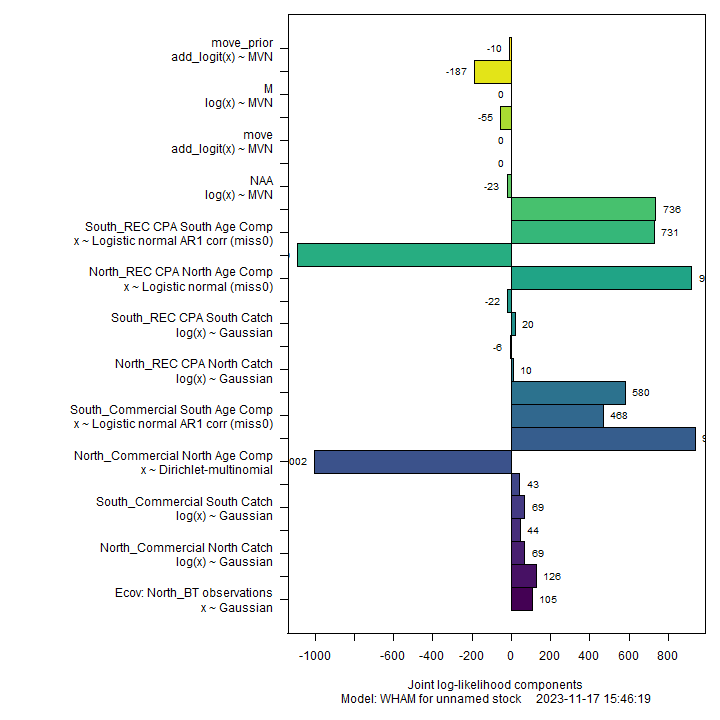 move_prior
add_logit(x) ~ MVN
-10
-187
M
log(x) ~ MVN
0
-55
move
add_logit(x) ~ MVN
0
0
NAA
log(x) ~ MVN
-23
736
South_REC CPA South Age Comp
x ~ Logistic normal AR1 corr (miss0)
731
North_REC CPA North Age Comp
x ~ Logistic normal (miss0)
9
-22
South_REC CPA South Catch
log(x) ~ Gaussian
20
-6
North_REC CPA North Catch
log(x) ~ Gaussian
10
580
South_Commercial South Age Comp
x ~ Logistic normal AR1 corr (miss0)
468
North_Commercial North Age Comp
x ~ Dirichlet-multinomial
002
43
South_Commercial South Catch
log(x) ~ Gaussian
69
44
North_Commercial North Catch
log(x) ~ Gaussian
69
126
Ecov: North_BT observations
x ~ Gaussian
105
-1000 -600 -400 -200 0 200 400 600 800
Joint log-likelihood components
Model: WHAM for unnamed stock 2023-11-17 15:46:19